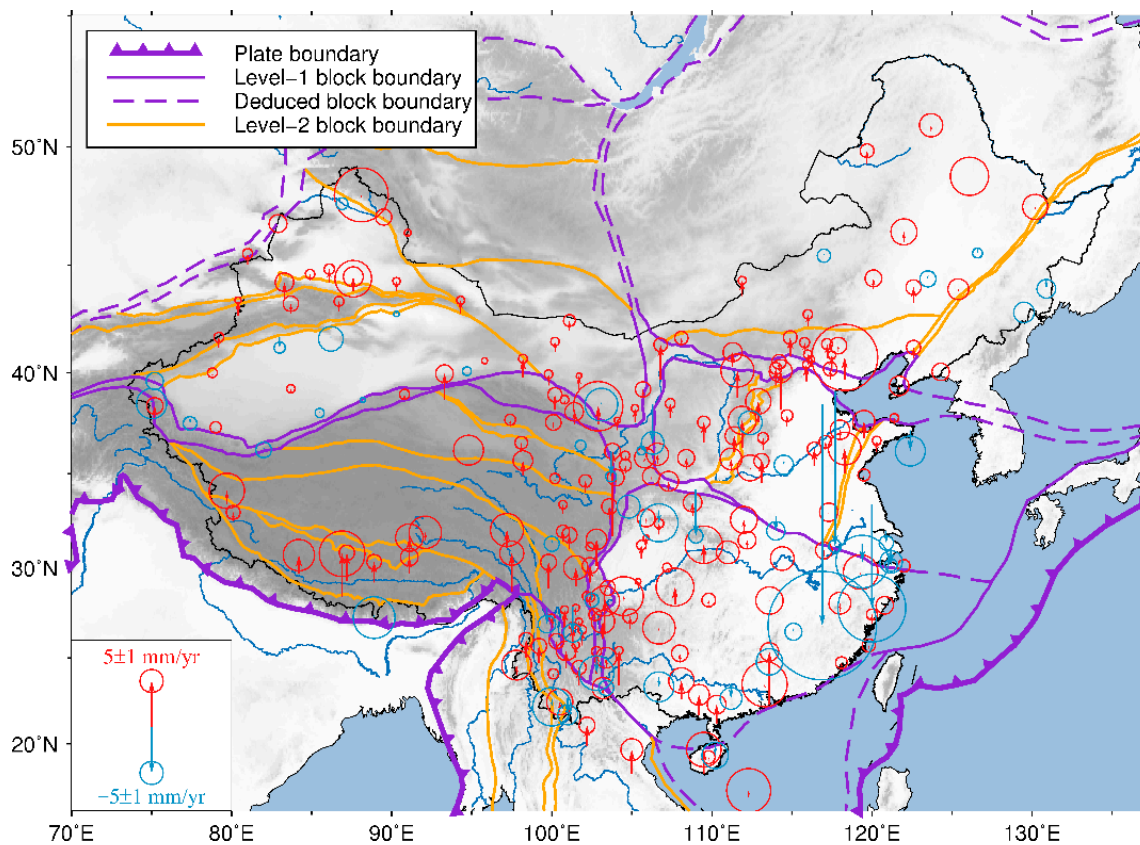 Plate boundary
Level−1 block boundary
Deduced block boundary
Level−2 block boundary
50°N
40°N
30°N
20°N
5±1 mm/yr
−5±1 mm/yr
70°E 80°E 90°E 100°E 110°E 120°E 130°E